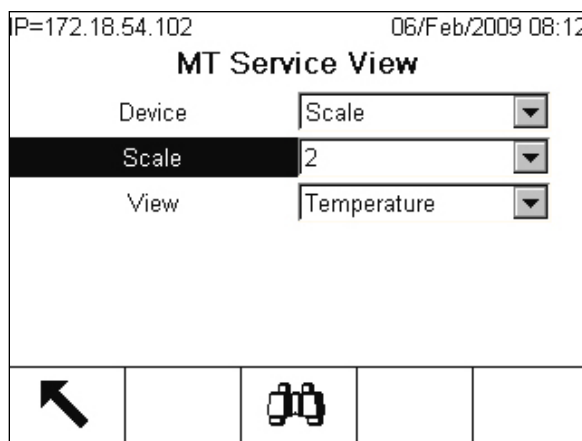 IP=172.18.54.102 06/Feb/2009 08:12
MT Service View
Device Scale
Scale 2
View Temperature